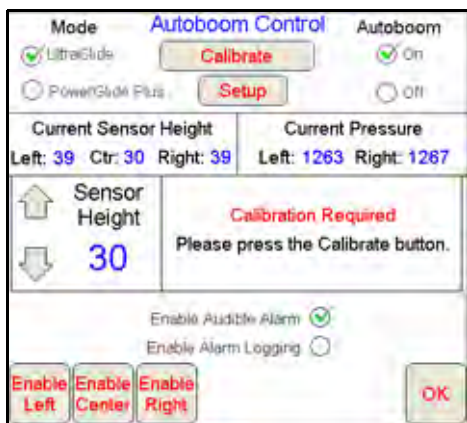 Mode Autoboom Control Autoboom
UltraGlide Calibrate On
PowerGlide Plus Setup Off
Current Sensor Height Current Pressure
Left: 39 Ctr: 30 Right: 39 Left: 1263 Right: 1267
Sensor Height
30
Calibration Required
Please press the Calibrate button.
Enable Audible Alarm
Enable Alarm Logging
Enable Left
Enable Center
Enable Right
OK